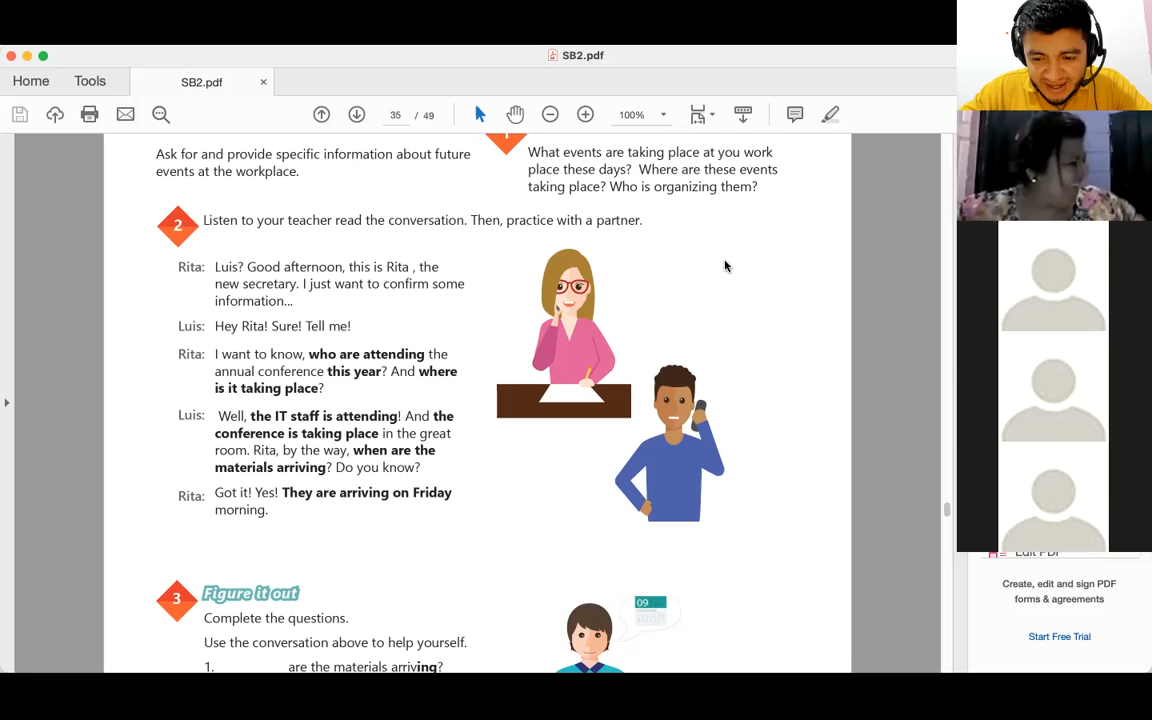 SB2.pdf
Home
Tools
SB2.pdf
×
35 / 49
100%
Ask for and provide specific information about future
events at the workplace.
What events are taking place at you work
place these days? Where are these events
taking place? Who is organizing them?
2
Listen to your teacher read the conversation. Then, practice with a partner.
Rita: Luis? Good afternoon, this is Rita , the
new secretary. I just want to confirm some
information...
Luis: Hey Rita! Sure! Tell me!
Rita: I want to know, who are attending the
annual conference this year? And where
is it taking place?
Luis: Well, the IT staff is attending! And the
conference is taking place in the great
room. Rita, by the way, when are the
materials arriving? Do you know?
Rita: Got it! Yes! They are arriving on Friday
morning.
3
Figure it out
09
Complete the questions.
Use the conversation above to help yourself.
1. are the materials arriving?
Edit PDF
Create, edit and sign PDF
forms & agreements
Start Free Trial